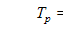 Tₚ =